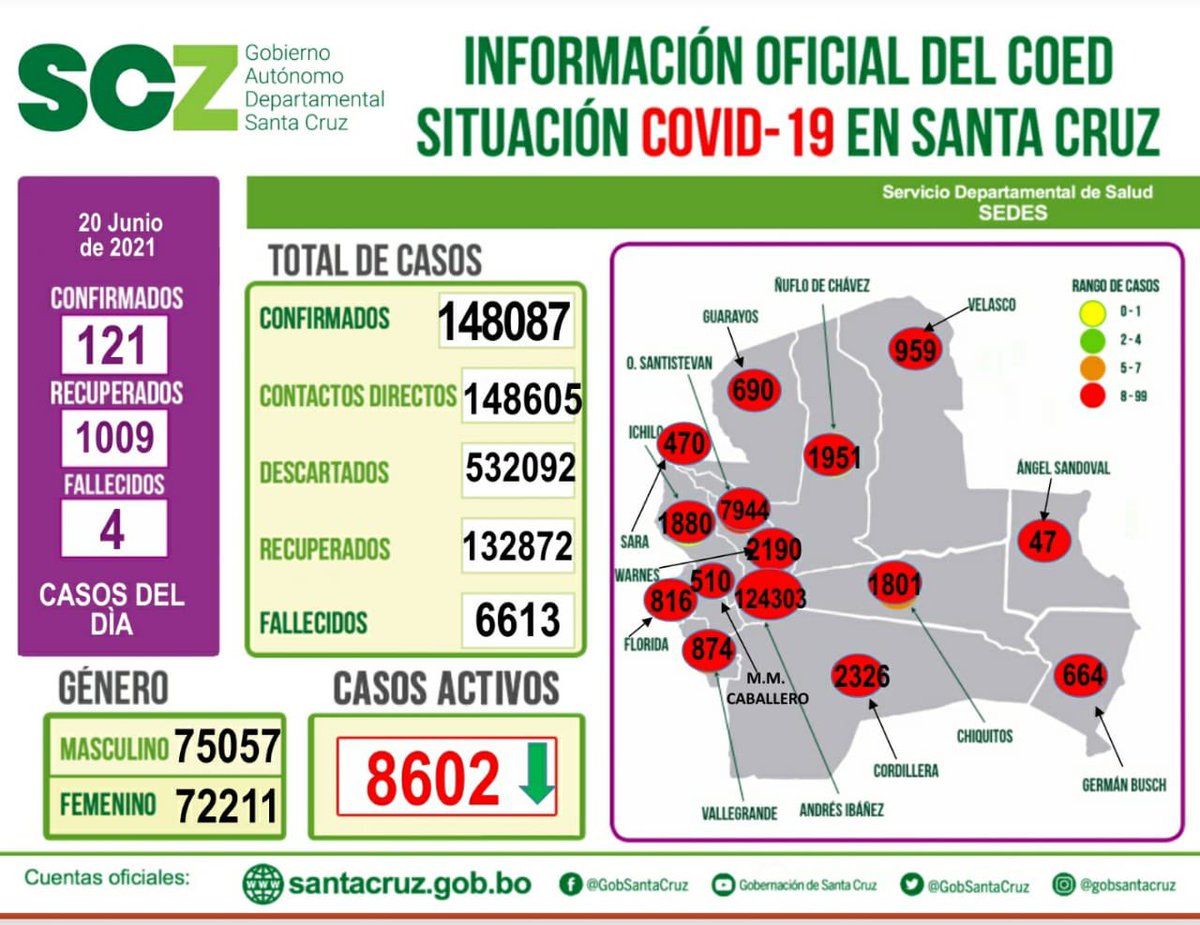 SCZ
Gobierno
Autónomo
Departamental
Santa Cruz
INFORMACIÓN OFICIAL DEL COED
SITUACIÓN COVID-19 EN SANTA CRUZ
Servicio Departamental de Salud
SEDES
20 Junio
de 2021
CONFIRMADOS
121
RECUPERADOS
1009
FALLECIDOS
4
CASOS DEL
DÌA
TOTAL DE CASOS
CONFIRMADOS 148087
CONTACTOS DIRECTOS 148605
DESCARTADOS 532092
RECUPERADOS 132872
FALLECIDOS 6613
GÉNERO
MASCULINO 75057
FEMENINO 72211
CASOS ACTIVOS
8602
RANGO DE CASOS
0-1
2-4
5-7
8-99
ÑUFLO DE CHÁVEZ
GUARAYOS
VELASCO
959
O. SANTISTEVAN
690
ICHILO
470
1951
ÁNGEL SANDOVAL
7944
1880
SARA
47
2190
WARNES
510
1801
816
124303
FLORIDA
874
M.M.
CABALLERO
2326
664
CHIQUITOS
CORDILLERA
GERMÁN BUSCH
VALLEGRANDE
ANDRÉS IBÁÑEZ
Cuentas oficiales:
www
santacruz.gob.bo
@GobSantaCruz
Gobernación de Santa Cruz
@GobSantaCruz
@gobsantacruz